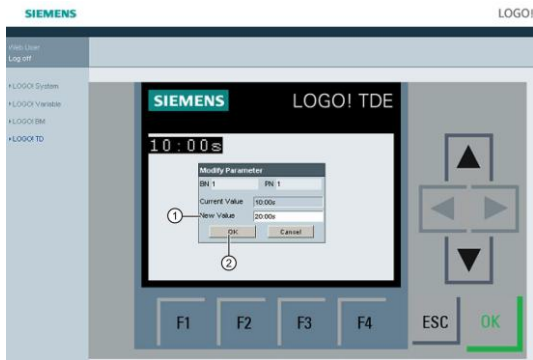 SIEMENS
LOGO!
Web User
Log off
LOGO! System
LOGO! Variable
LOGO! BM
LOGO! TD
SIEMENS LOGO! TDE
10:00s
Modify Parameter
BN 1 PN 1
Current Value 10:00s
1 New Value 20:00s
OK Cancel
2
F1 F2 F3 F4 ESC OK